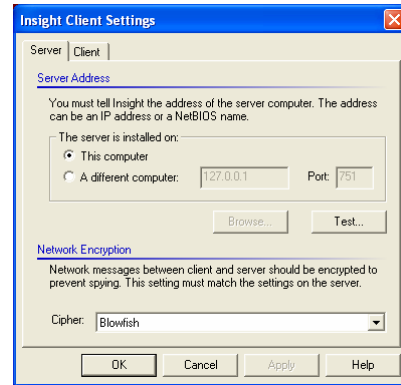 Insight Client Settings
Server Client
Server Address
You must tell Insight the address of the server computer. The address
can be an IP address or a NetBIOS name.
The server is installed on:
This computer
A different computer: 127.0.0.1 Port: 751
Browse... Test...
Network Encryption
Network messages between client and server should be encrypted to
prevent spying. This setting must match the settings on the server.
Cipher: Blowfish
OK Cancel Apply Help